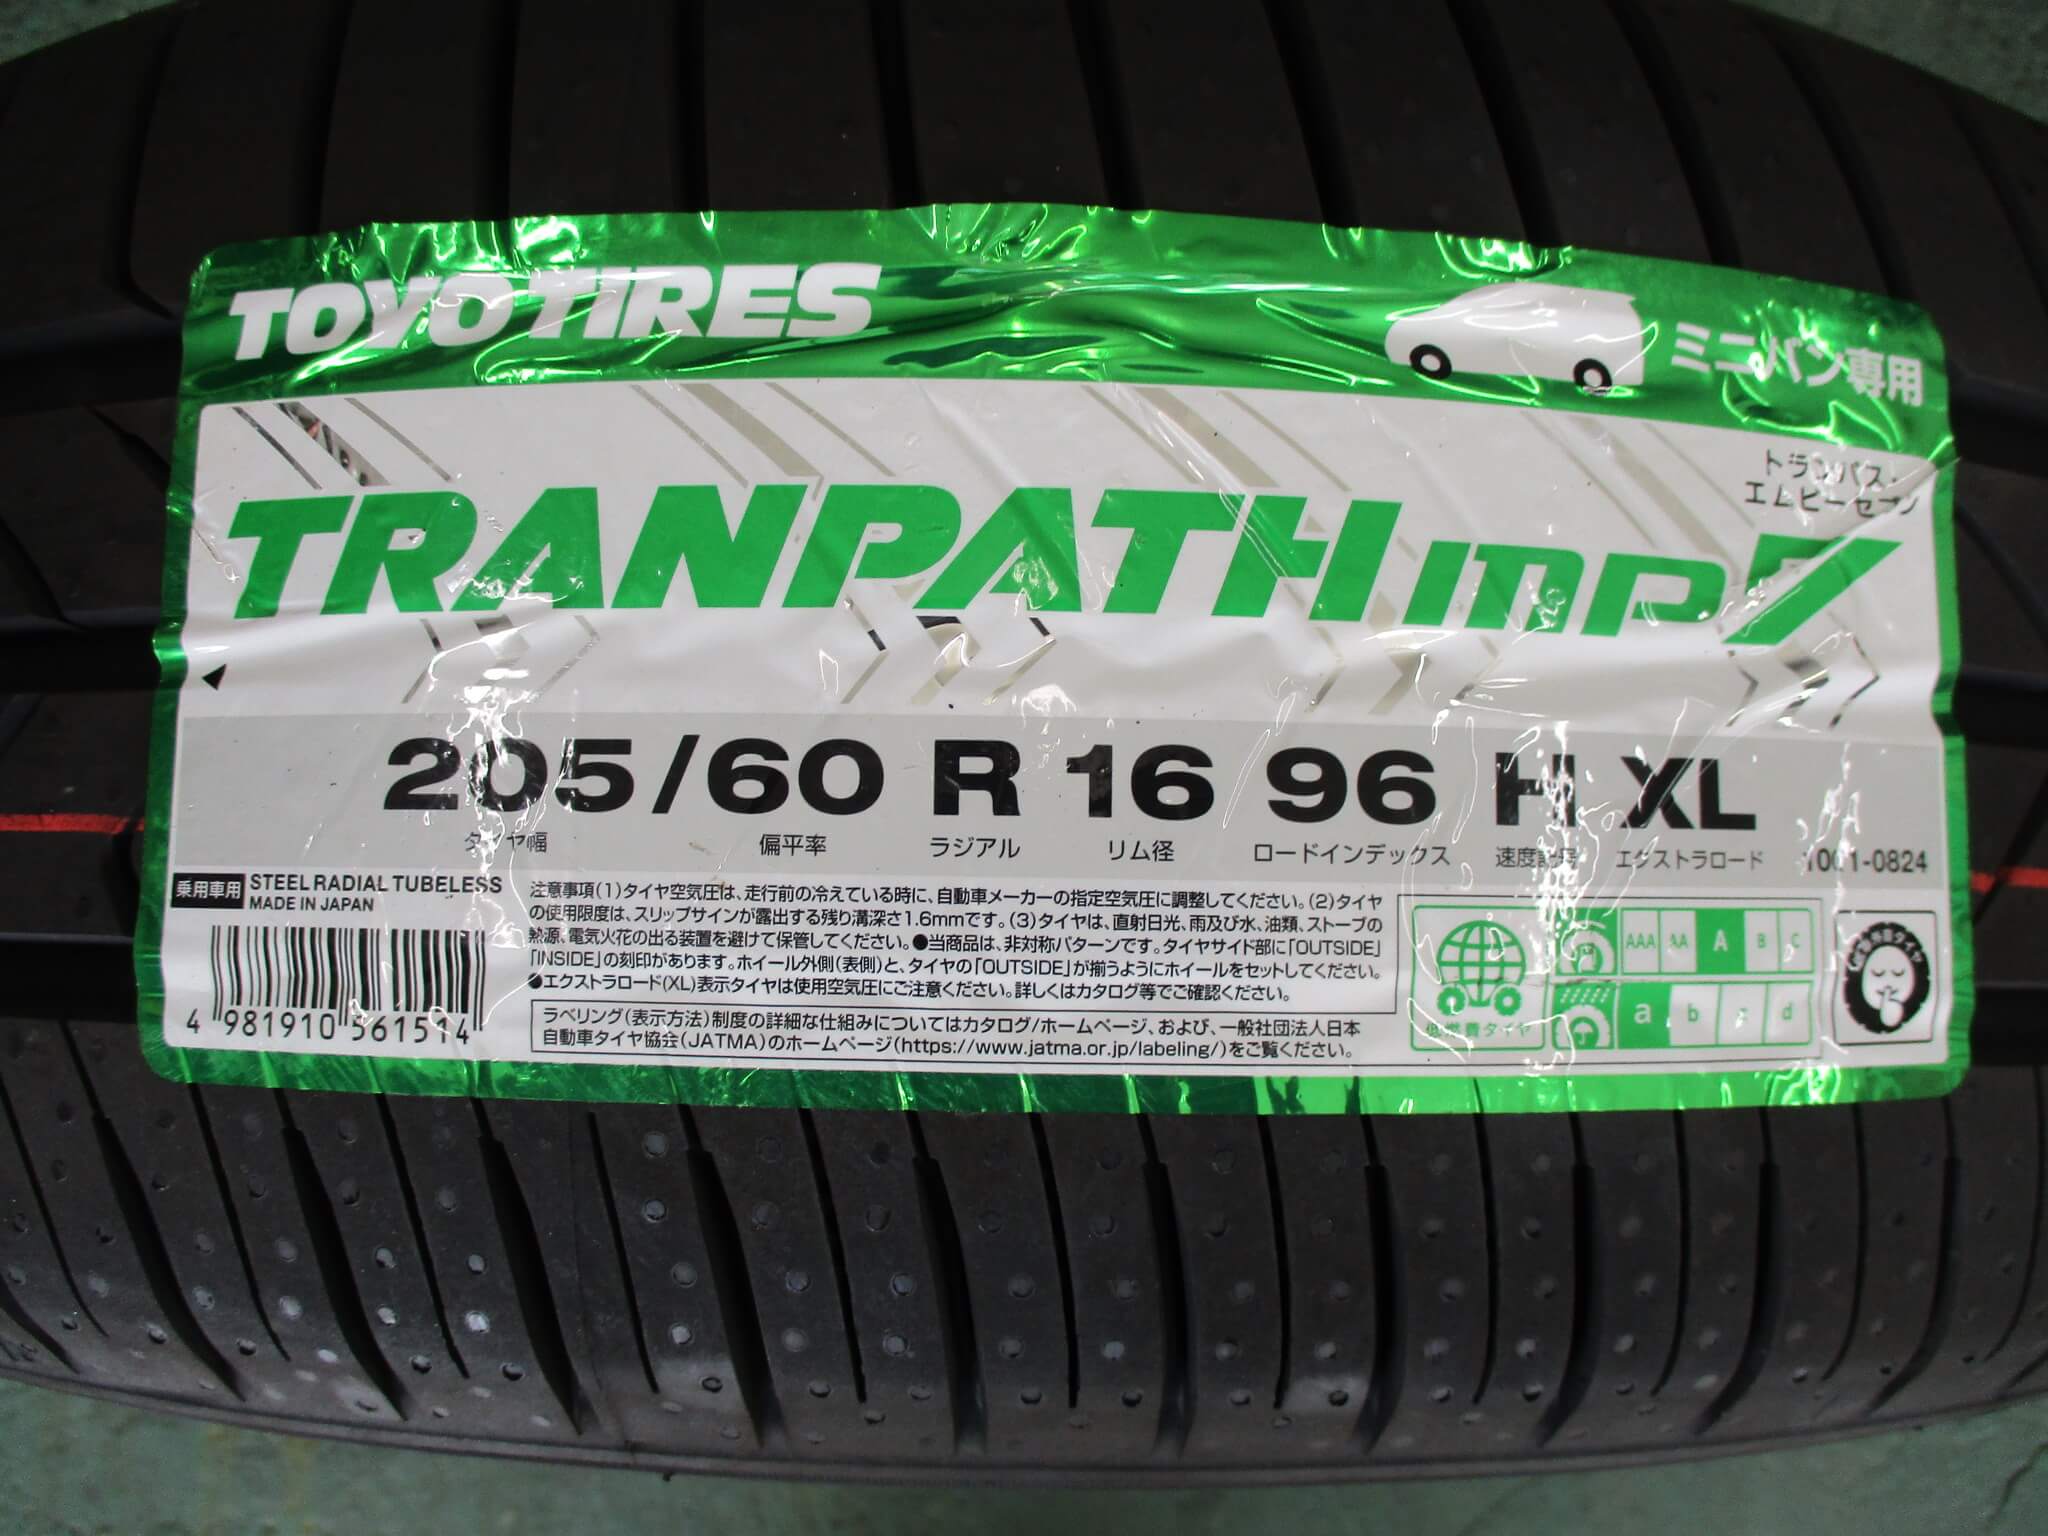 TOYO TIRES
ミニバン専用
トランパス・
エムピーセブン
TRANPATH mp7
205/60 R 16 96 H XL
タイヤ幅 偏平率 ラジアル リム径 ロードインデックス 速度記号 エクストラロード 1001-0824
乗用車用 STEEL RADIAL TUBELESS
MADE IN JAPAN
4 981910 561514
注意事項(1)タイヤ空気圧は、走行前の冷えている時に、自動車メーカーの指定空気圧に調整してください。(2)タイヤ
の使用限度は、スリップサインが露出する残り溝深さ1.6mmです。(3)タイヤは、直射日光、雨及び水、油類、ストーブの
熱源、電気火花の出る装置を避けて保管してください。●当商品は、非対称パターンです。タイヤサイド部に「OUTSIDE」
「INSIDE」の刻印があります。ホイール外側(表側)と、タイヤの「OUTSIDE」が揃うようにホイールをセットしてください。
●エクストラロード(XL)表示タイヤは使用空気圧にご注意ください。詳しくはカタログ等でご確認ください。
ラベリング(表示方法)制度の詳細な仕組みについてはカタログ/ホームページ、および、一般社団法人日本
自動車タイヤ協会(JATMA)のホームページ(https://www.jatma.or.jp/labeling/)をご覧ください。
低燃費タイヤ
AAA AA A B C
a b c d